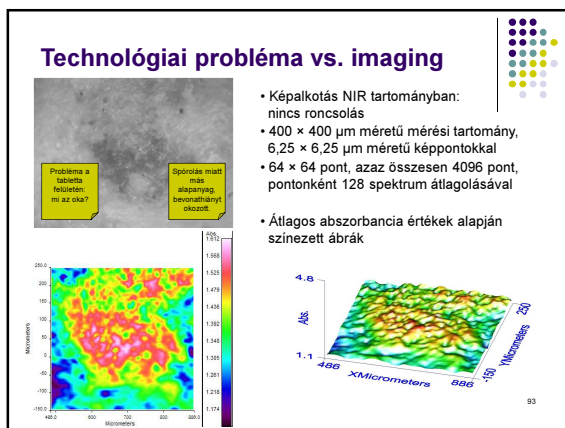 Technológiai probléma vs. imaging
Probléma a
tabletta
felületén:
mi az oka?
Spórolás miatt
más
alapanyag,
bevonathiányt
okozott.
• Képalkotás NIR tartományban:
nincs roncsolás
• 400 × 400 µm méretű mérési tartomány,
6,25 × 6,25 µm méretű képpontokkal
• 64 × 64 pont, azaz összesen 4096 pont,
pontonként 128 spektrum átlagolásával
• Átlagos abszorbancia értékek alapján
színezett ábrák
250.0
200
150
100
50
0
-50
-100
-150.0
Micrometers
486.0
600
700
800
886.0
Micrometers
Abs.
1.612
1.568
1.525
1.481
1.437
1.393
1.349
1.305
1.261
1.218
1.174
4.8
Abs.
1.1
486
XMicrometers
886
-150
YMicrometers
250
93